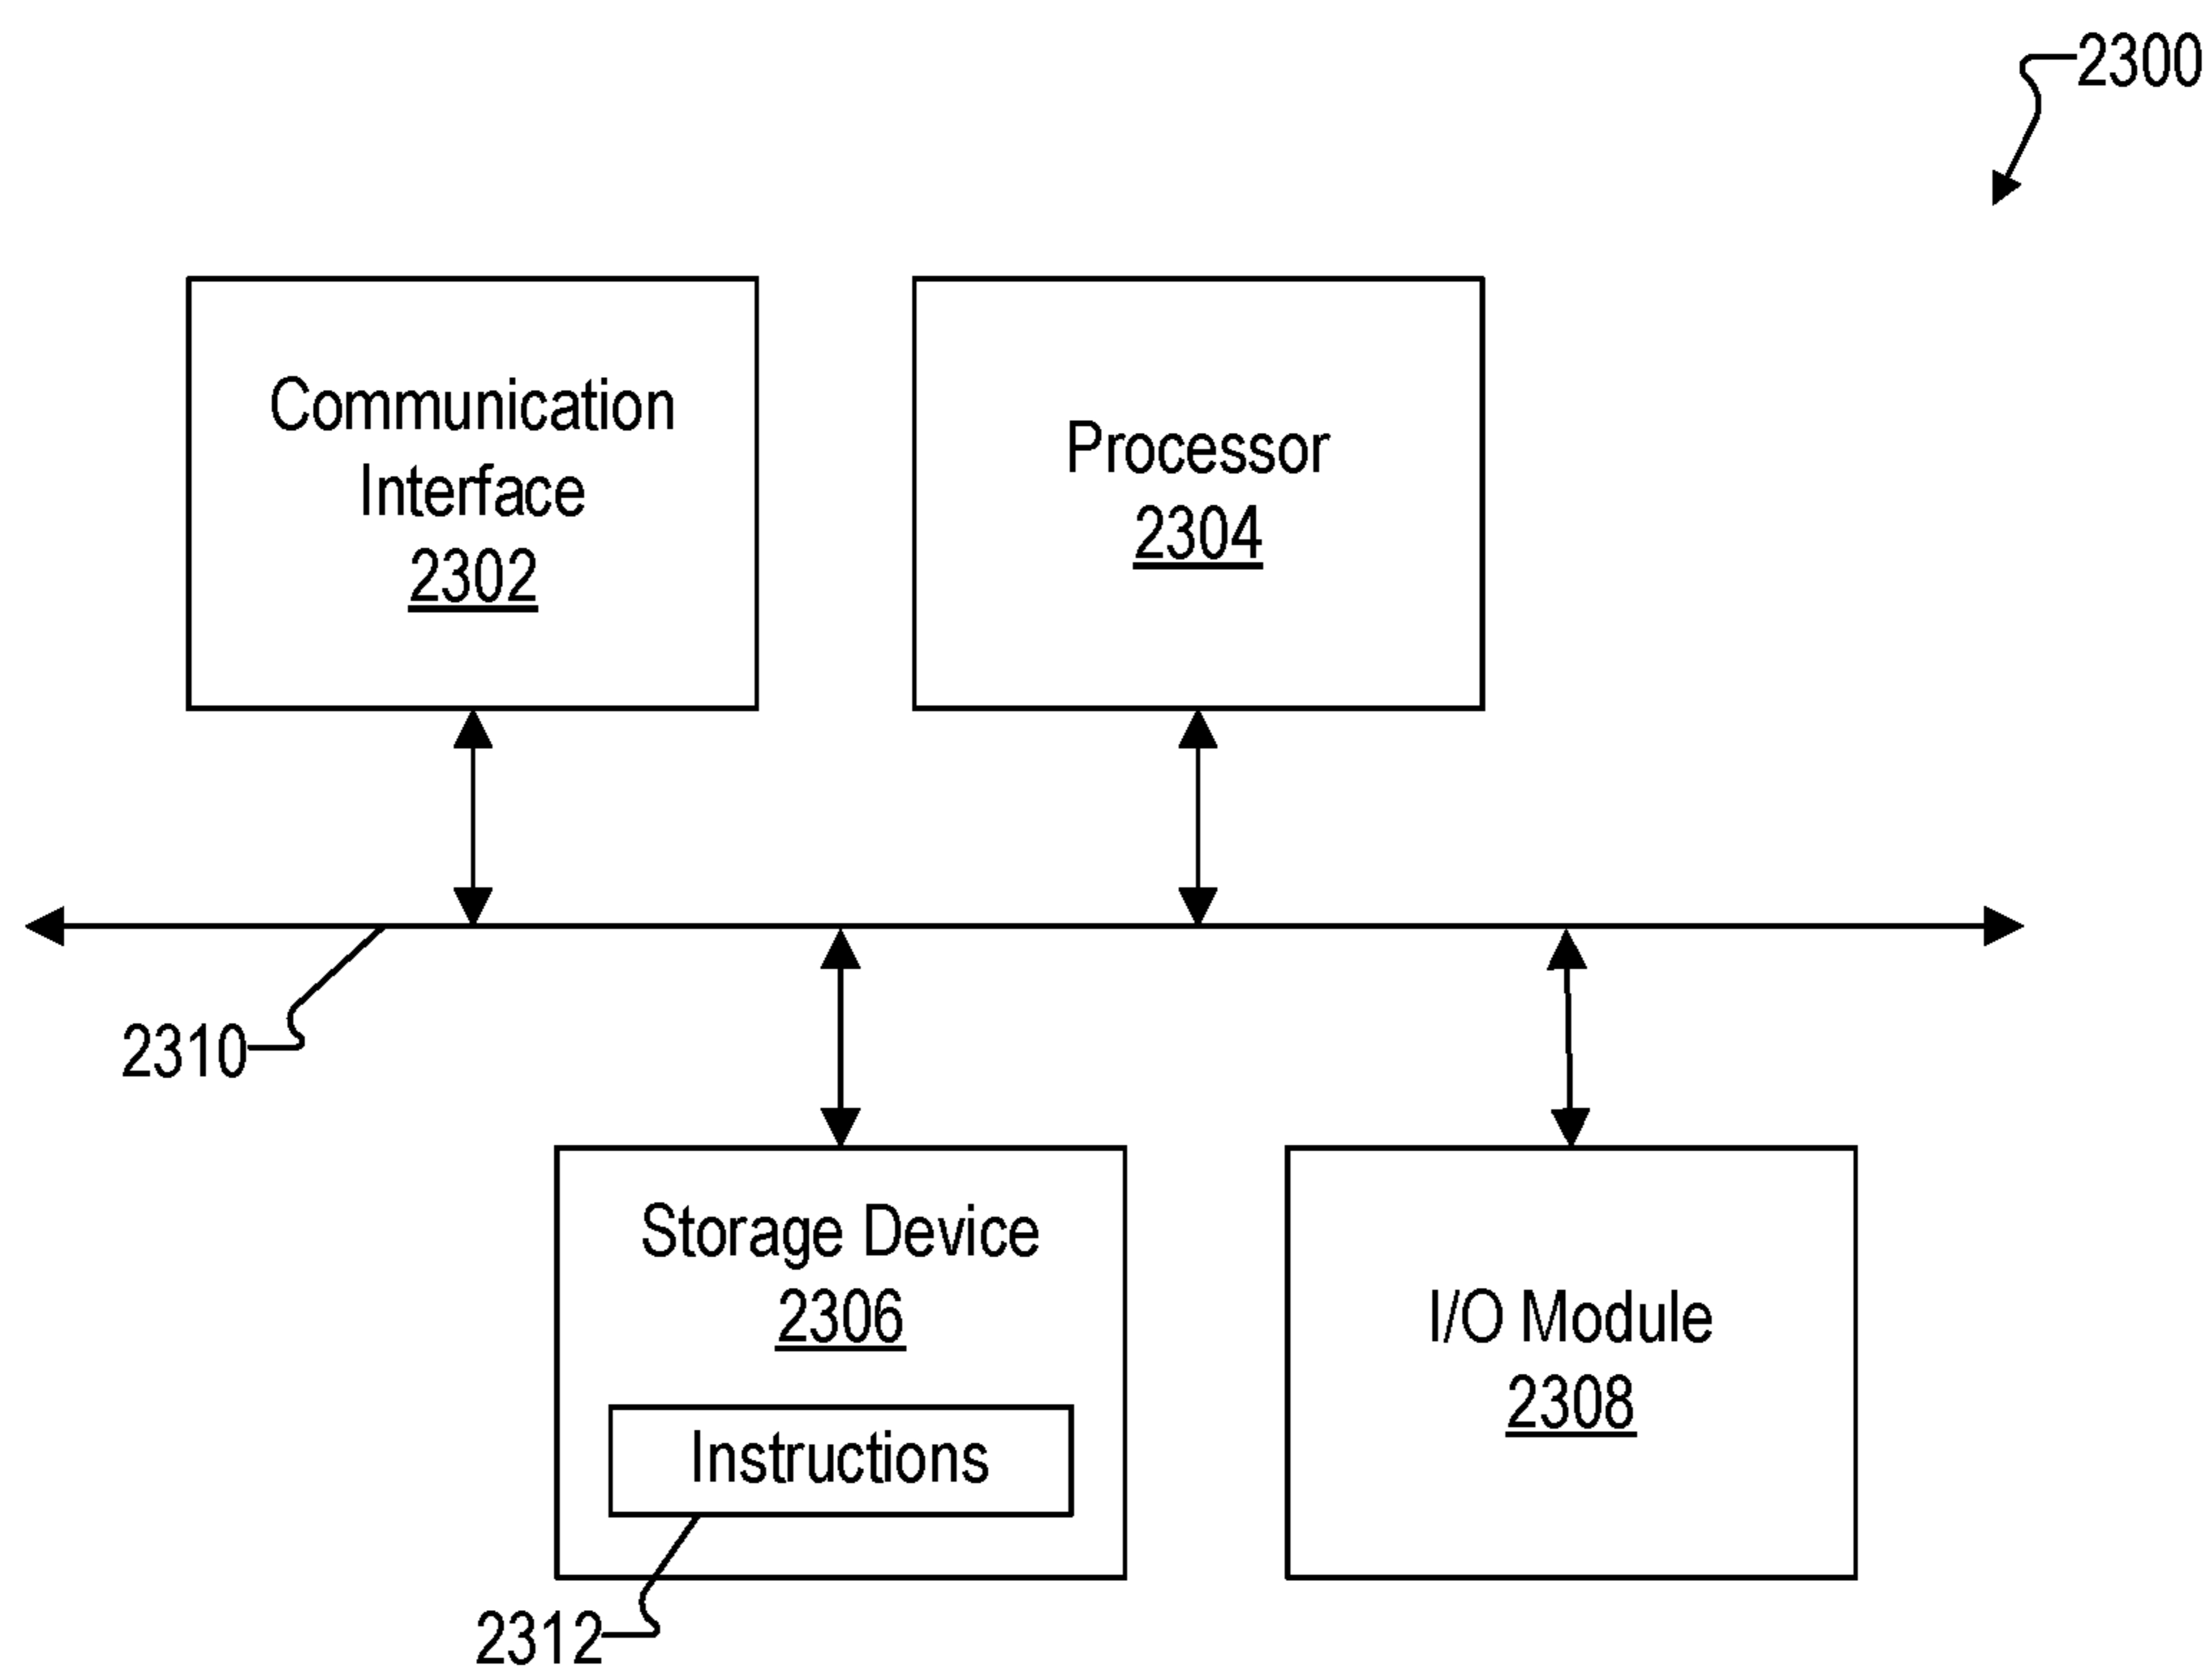 2300
Communication
Interface
2302
Processor
2304
2310
Storage Device
2306
Instructions
2312
I/O Module
2308